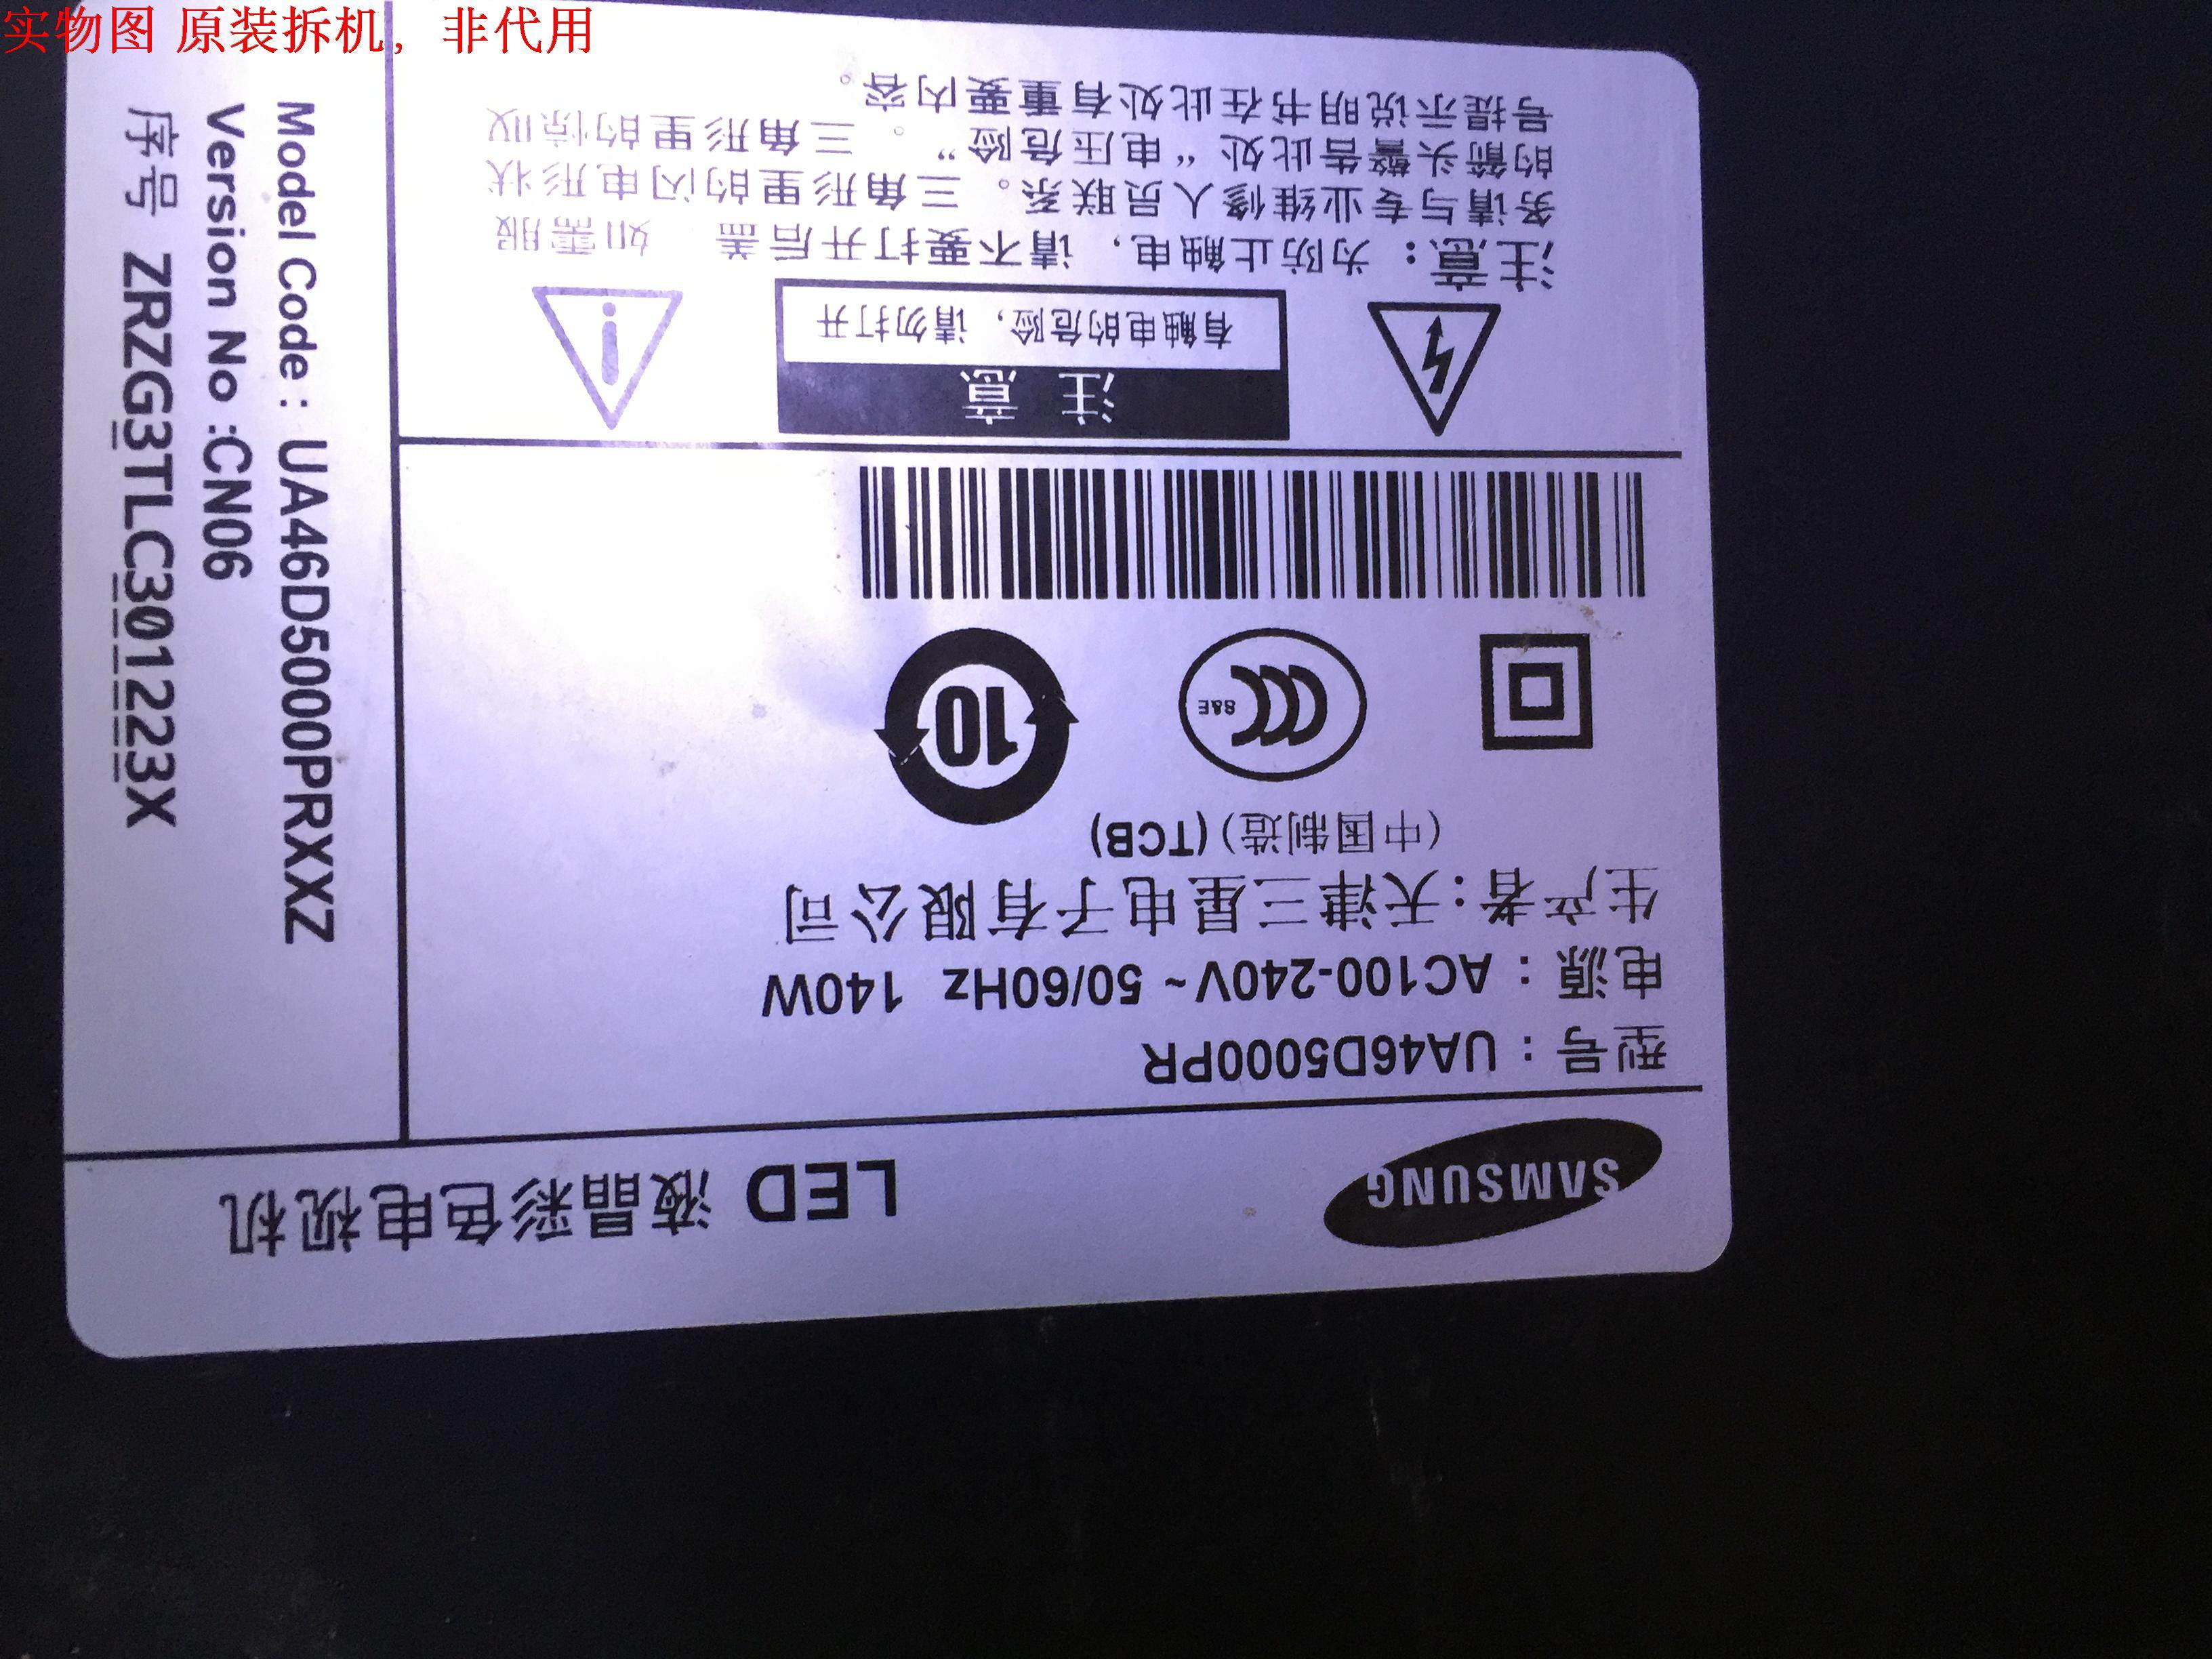 实物图 原装拆机，非代用
SAMSUNG
LED 液晶彩色电视机
型号：UA46D5000PR
电源：AC100-240V~ 50/60Hz 140W
生产者:天津三星电子有限公司
(中国制造) (TCB)
CCC S&E
10
注 意
有触电的危险，请勿打开
注意：为防止触电，请不要打开后盖 如需服
务请与专业维修人员联系。三角形里的闪电形状
的箭头警告此处“电压危险”。三角形里的惊叹
号提示说明书在此处有重要内容。
Model Code : UA46D5000PRXXZ
Version No :CN06
序号 ZRZG3TLC301223X